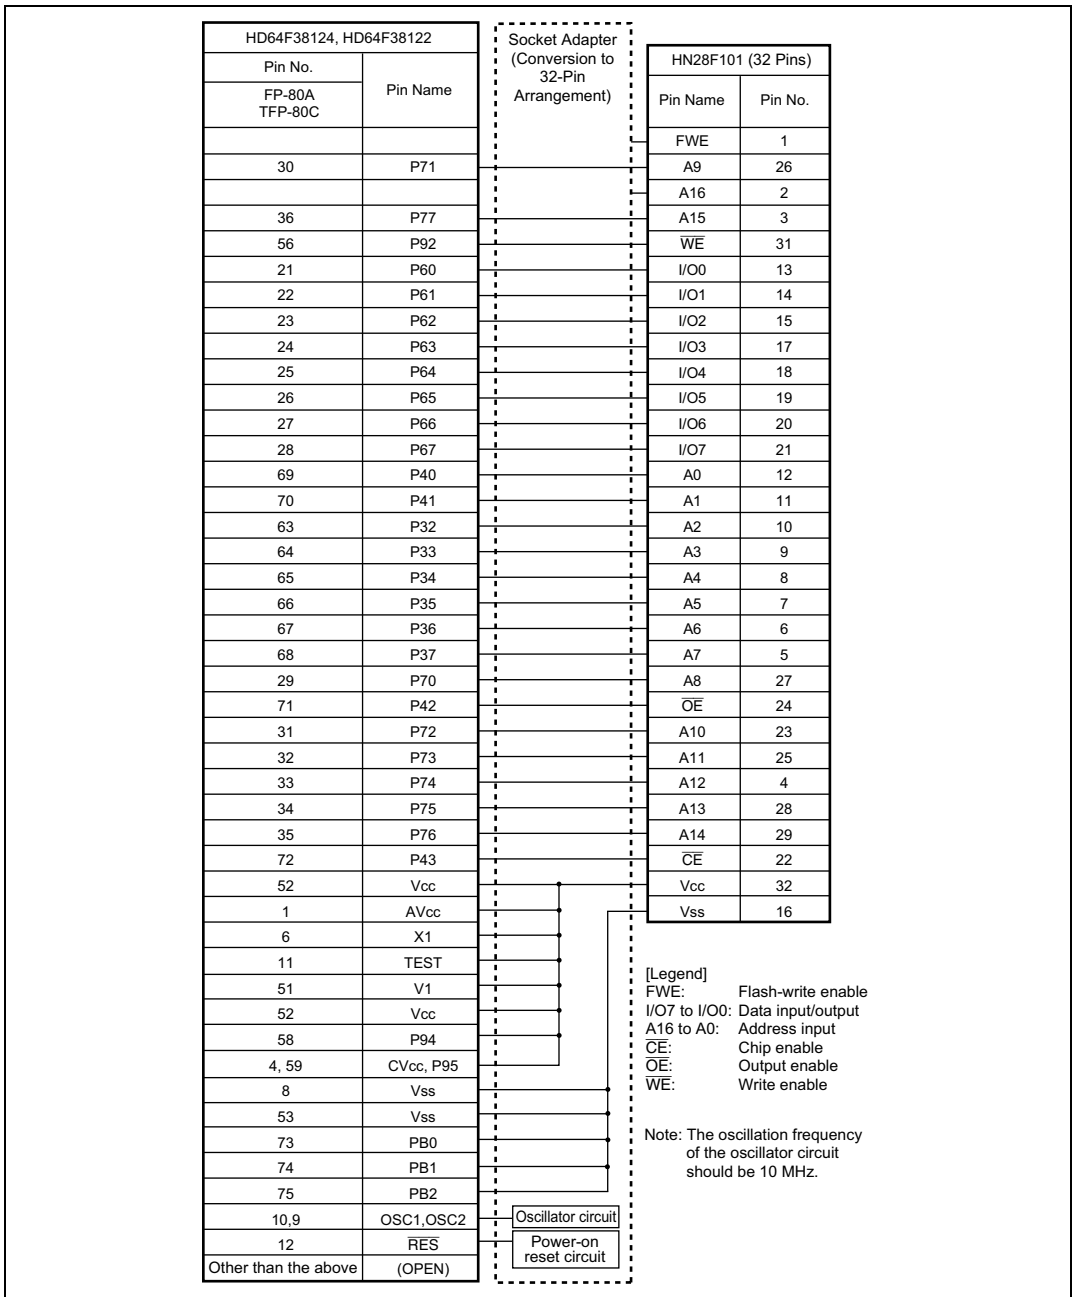 HD64F38124, HD64F38122
Pin No.
FP-80A
TFP-80C
Pin Name
Socket Adapter
(Conversion to
32-Pin
Arrangement)
HN28F101 (32 Pins)
Pin Name Pin No.
FWE 1
30 P71 A9 26
A16 2
36 P77 A15 3
56 P92 W̅E̅ 31
21 P60 I/O0 13
22 P61 I/O1 14
23 P62 I/O2 15
24 P63 I/O3 17
25 P64 I/O4 18
26 P65 I/O5 19
27 P66 I/O6 20
28 P67 I/O7 21
69 P40 A0 12
70 P41 A1 11
63 P32 A2 10
64 P33 A3 9
65 P34 A4 8
66 P35 A5 7
67 P36 A6 6
68 P37 A7 5
29 P70 A8 27
71 P42 O̅E̅ 24
31 P72 A10 23
32 P73 A11 25
33 P74 A12 4
34 P75 A13 28
35 P76 A14 29
72 P43 C̅E̅ 22
52 Vcc Vcc 32
1 AVcc Vss 16
6 X1
11 TEST
51 V1
52 Vcc
58 P94
4, 59 CVcc, P95
8 Vss
53 Vss
73 PB0
74 PB1
75 PB2
10,9 OSC1,OSC2 Oscillator circuit
12 R̅E̅S̅ Power-on
reset circuit
Other than the above (OPEN)
[Legend]
FWE: Flash-write enable
I/O7 to I/O0: Data input/output
A16 to A0: Address input
C̅E̅: Chip enable
O̅E̅: Output enable
W̅E̅: Write enable
Note: The oscillation frequency
of the oscillator circuit
should be 10 MHz.